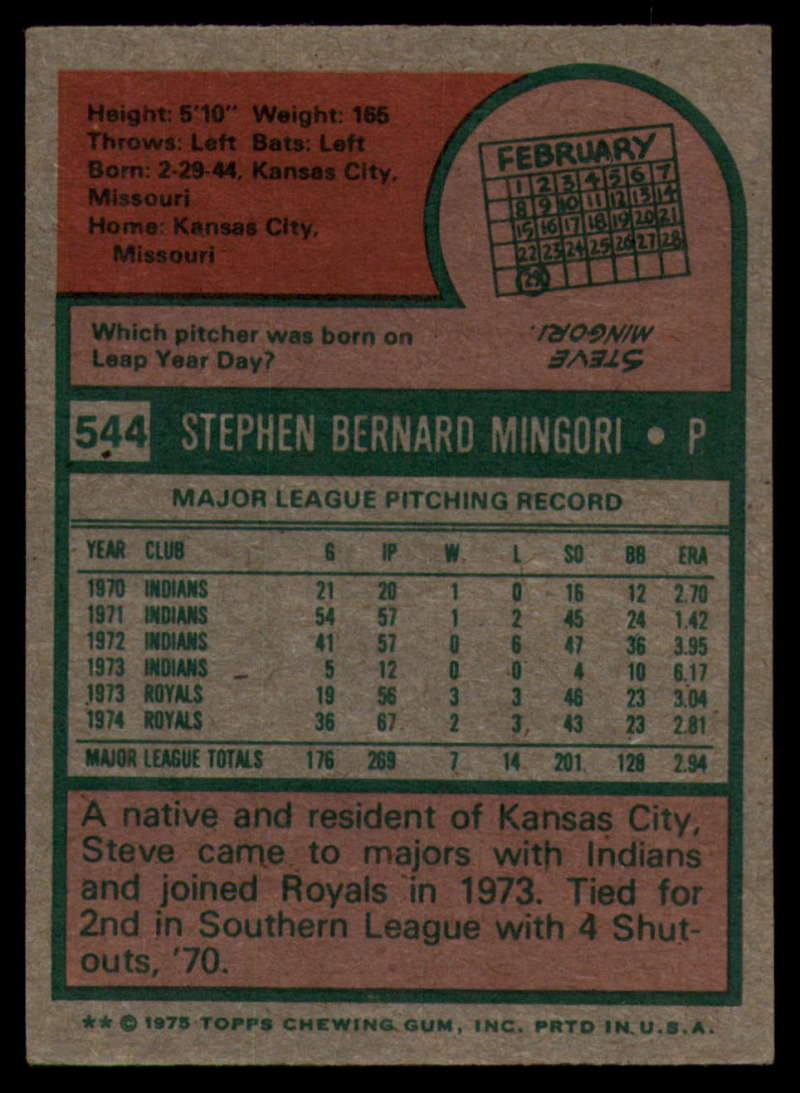 Height: 5'10" Weight: 165
Throws: Left Bats: Left
Born: 2-29-44, Kansas City,
Missouri
Home: Kansas City,
Missouri
FEBRUARY
1 2 3 4 5 6 7
8 9 10 11 12 13 14
15 16 17 18 19 20 21
22 23 24 25 26 27 28
29
Which pitcher was born on
Leap Year Day?
STEVE
MINGORI.
544 STEPHEN BERNARD MINGORI • P
MAJOR LEAGUE PITCHING RECORD
YEAR CLUB G IP W L SO BB ERA
1970 INDIANS 21 20 1 0 16 12 2.70
1971 INDIANS 54 57 1 2 45 24 1.42
1972 INDIANS 41 57 0 6 47 36 3.95
1973 INDIANS 5 12 0 0 4 10 6.17
1973 ROYALS 19 56 3 3 46 23 3.04
1974 ROYALS 36 67 2 3 43 23 2.81
MAJOR LEAGUE TOTALS 176 269 7 14 201 128 2.94
A native and resident of Kansas City,
Steve came to majors with Indians
and joined Royals in 1973. Tied for
2nd in Southern League with 4 Shut-
outs, '70.
** © 1975 TOPPS CHEWING GUM, INC. PRTD IN U.S.A.